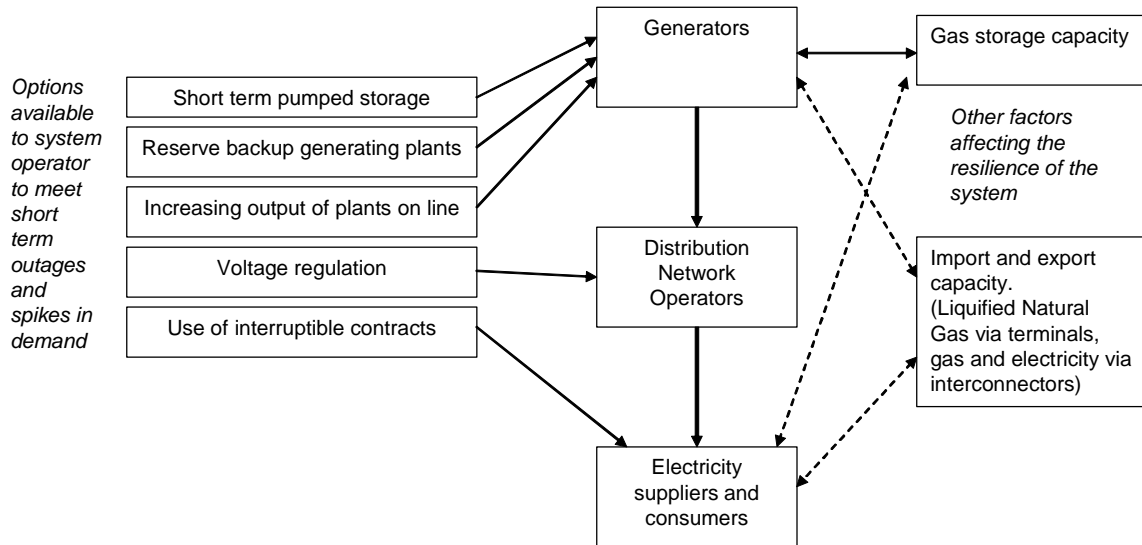 Options
available
to system
operator
to meet
short
term
outages
and
spikes in
demand
Short term pumped storage
Reserve backup generating plants
Increasing output of plants on line
Voltage regulation
Use of interruptible contracts
Generators
Distribution
Network
Operators
Electricity
suppliers and
consumers
Gas storage capacity
Other factors
affecting the
resilience of the
system
Import and export
capacity.
(Liquified Natural
Gas via terminals,
gas and electricity via
interconnectors)